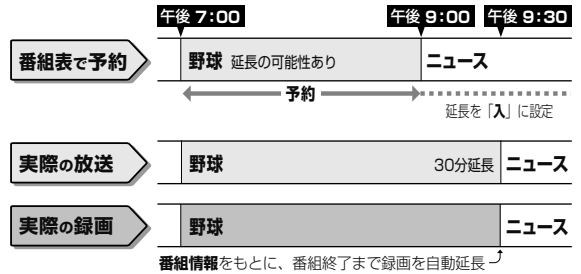 午後 7:00 午後 9:00 午後 9:30
番組表で予約 野球 延長の可能性あり ニュース
予約
延長を「入」に設定
実際の放送 野球 30分延長 ニュース
実際の録画 野球 ニュース
番組情報をもとに、番組終了まで録画を自動延長